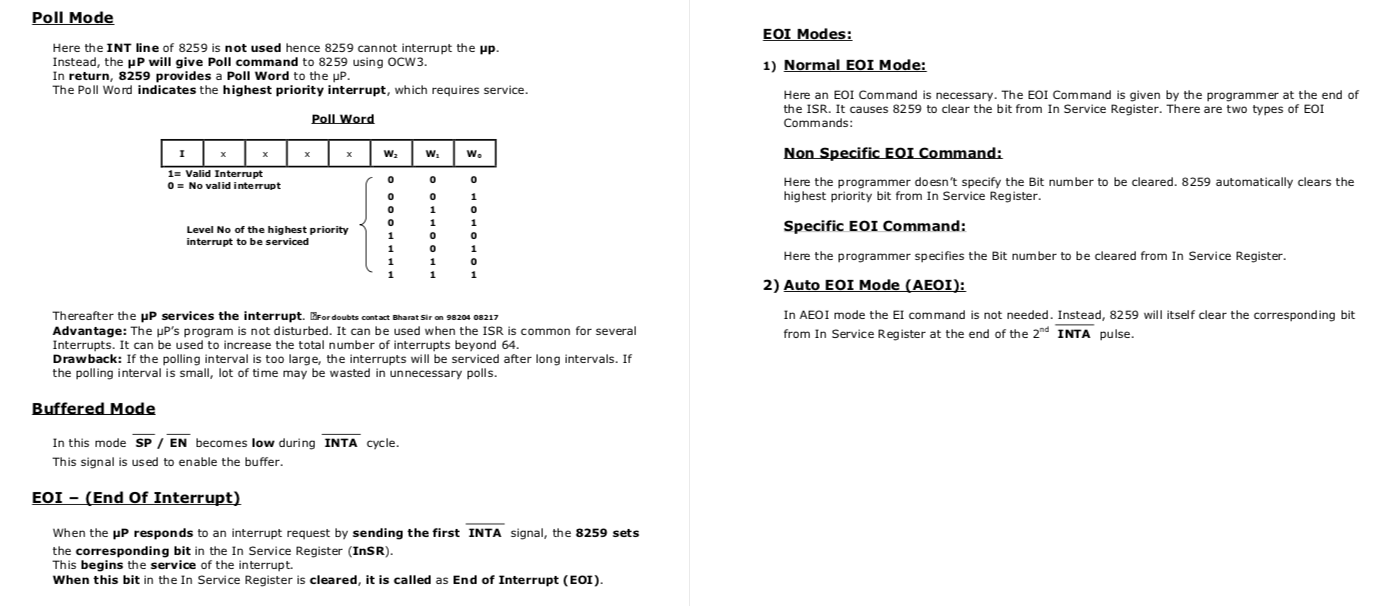 Poll Mode
Here the INT line of 8259 is not used hence 8259 cannot interrupt the µp.
Instead, the µP will give Poll command to 8259 using OCW3.
In return, 8259 provides a Poll Word to the µP.
The Poll Word indicates the highest priority interrupt, which requires service.
Poll Word
I x x x x W₂ W₁ W₀
1= Valid Interrupt
0 = No valid interrupt
Level No of the highest priority
interrupt to be serviced
0 0 0
0 0 1
0 1 0
0 1 1
1 0 0
1 0 1
1 1 0
1 1 1
Thereafter the µP services the interrupt. For doubts contact Bharat Sir on 98204 08217
Advantage: The µP's program is not disturbed. It can be used when the ISR is common for several
Interrupts. It can be used to increase the total number of interrupts beyond 64.
Drawback: If the polling interval is too large, the interrupts will be serviced after long intervals. If
the polling interval is small, lot of time may be wasted in unnecessary polls.
Buffered Mode
In this mode SP / EN becomes low during INTA cycle.
This signal is used to enable the buffer.
EOI – (End Of Interrupt)
When the µP responds to an interrupt request by sending the first INTA signal, the 8259 sets
the corresponding bit in the In Service Register (InSR).
This begins the service of the interrupt.
When this bit in the In Service Register is cleared, it is called as End of Interrupt (EOI).
EOI Modes:
1) Normal EOI Mode:
Here an EOI Command is necessary. The EOI Command is given by the programmer at the end of
the ISR. It causes 8259 to clear the bit from In Service Register. There are two types of EOI
Commands:
Non Specific EOI Command:
Here the programmer doesn't specify the Bit number to be cleared. 8259 automatically clears the
highest priority bit from In Service Register.
Specific EOI Command:
Here the programmer specifies the Bit number to be cleared from In Service Register.
2) Auto EOI Mode (AEOI):
In AEOI mode the EI command is not needed. Instead, 8259 will itself clear the corresponding bit
from In Service Register at the end of the 2nd INTA pulse.